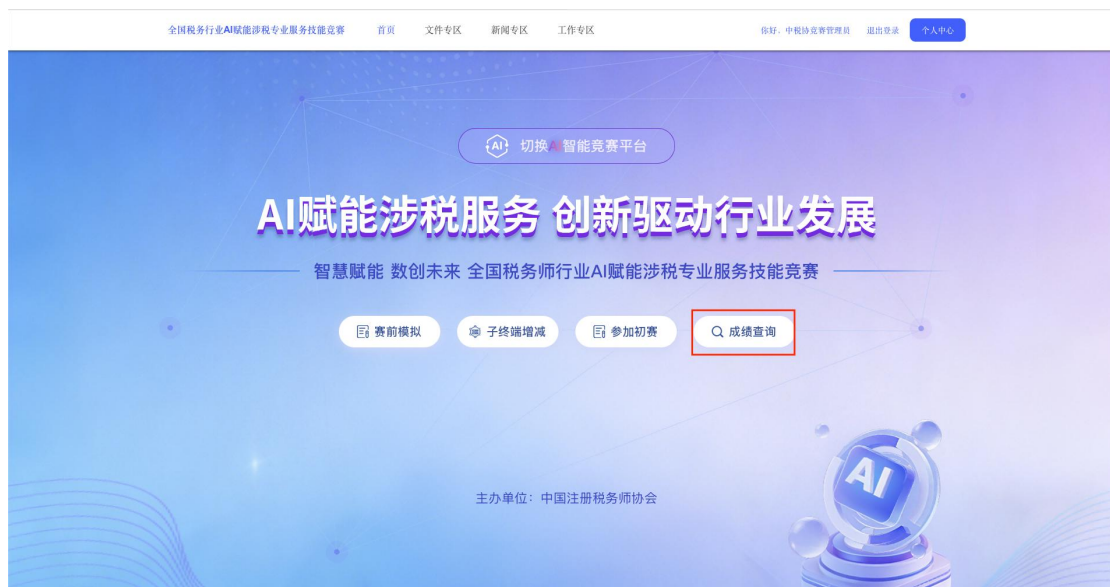 全国税务行业AI赋能涉税专业服务技能竞赛 首页 文件专区 新闻专区 工作专区 你好，中税协竞赛管理员 退出登录 个人中心
AI 切换AI智能竞赛平台
AI赋能涉税服务 创新驱动行业发展
智慧赋能 数创未来 全国税务师行业AI赋能涉税专业服务技能竞赛
赛前模拟 子终端增减 参加初赛 成绩查询
AI
主办单位：中国注册税务师协会